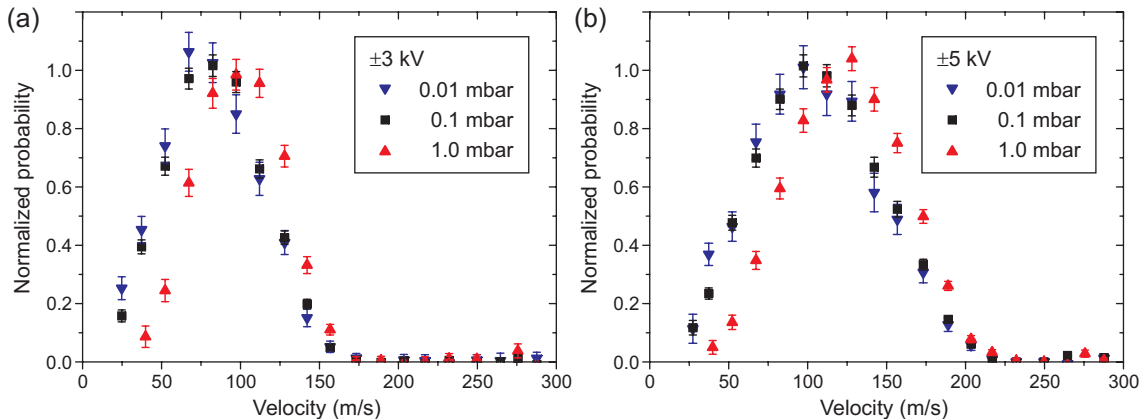 (a)
±3 kV
0.01 mbar
0.1 mbar
1.0 mbar
Normalized probability
1.0
0.8
0.6
0.4
0.2
0.0
0 50 100 150 200 250 300
Velocity (m/s)
(b)
±5 kV
0.01 mbar
0.1 mbar
1.0 mbar
Normalized probability
1.0
0.8
0.6
0.4
0.2
0.0
0 50 100 150 200 250 300
Velocity (m/s)